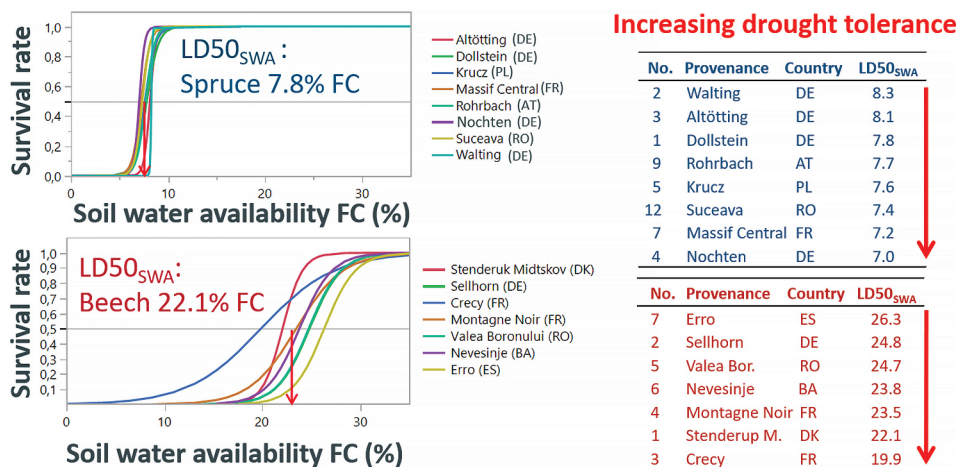 Survival rate
1,0
0,8
0,6
0,4
0,2
0,0
0
10
20
30
LD50SWA :
Spruce 7.8% FC
Soil water availability FC (%)
Altötting (DE)
Dollstein (DE)
Krucz (PL)
Massif Central (FR)
Rohrbach (AT)
Nochten (DE)
Suceava (RO)
Walting (DE)
Survival rate
1,0
0,9
0,8
0,7
0,6
0,5
0,4
0,3
0,2
0,1
0
10
20
30
LD50SWA :
Beech 22.1% FC
Soil water availability FC (%)
Stenderuk Midtskov (DK)
Sellhorn (DE)
Crecy (FR)
Montagne Noir (FR)
Valea Boronului (RO)
Nevesinje (BA)
Erro (ES)
Increasing drought tolerance
No. Provenance Country LD50SWA
2 Walting DE 8.3
3 Altötting DE 8.1
1 Dollstein DE 7.8
9 Rohrbach AT 7.7
5 Krucz PL 7.6
12 Suceava RO 7.4
7 Massif Central FR 7.2
4 Nochten DE 7.0
No. Provenance Country LD50SWA
7 Erro ES 26.3
2 Sellhorn DE 24.8
5 Valea Bor. RO 24.7
6 Nevesinje BA 23.8
4 Montagne Noir FR 23.5
1 Stenderup M. DK 22.1
3 Crecy FR 19.9